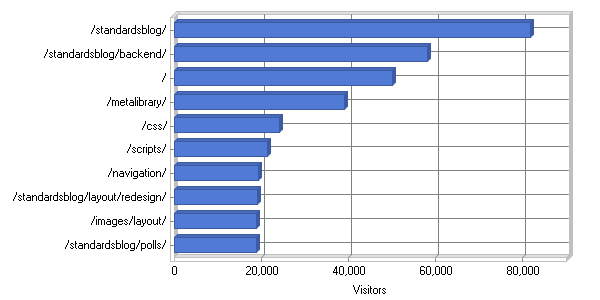 /standardsblog/
/standardsblog/backend/
/
/metalibrary/
/css/
/scripts/
/navigation/
/standardsblog/layout/redesign/
/images/layout/
/standardsblog/polls/
0 20,000 40,000 60,000 80,000
Visitors